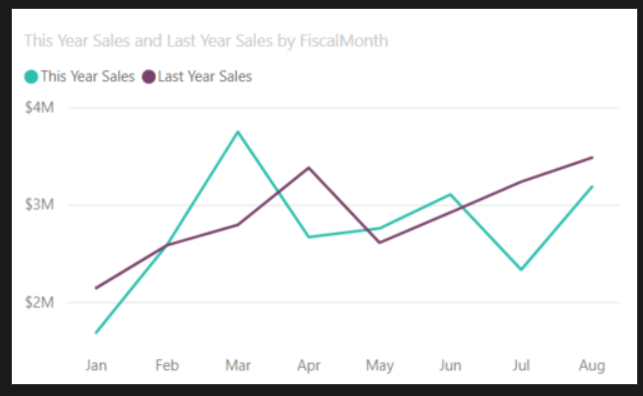 This Year Sales and Last Year Sales by FiscalMonth
This Year Sales Last Year Sales
$4M
$3M
$2M
Jan Feb Mar Apr May Jun Jul Aug